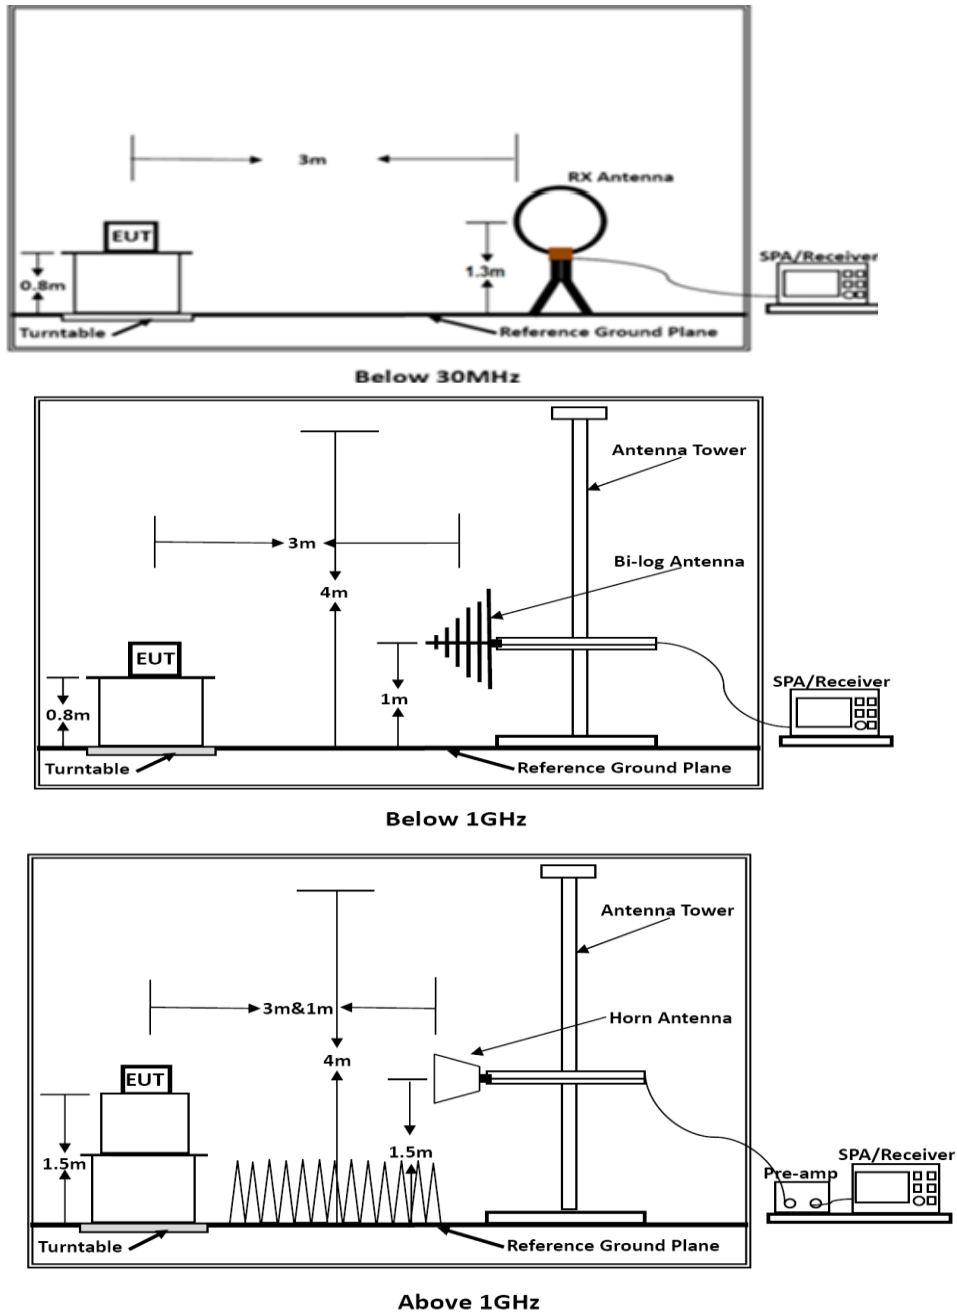 3m
RX Antenna
EUT
1.3m
SPA/Receiver
0.8m
Turntable
Reference Ground Plane
Below 30MHz
Antenna Tower
3m
Bi-log Antenna
4m
EUT
SPA/Receiver
1m
0.8m
Turntable
Reference Ground Plane
Below 1GHz
Antenna Tower
3m&1m
Horn Antenna
4m
EUT
1.5m
SPA/Receiver
1.5m
Pre-amp
Turntable
Reference Ground Plane
Above 1GHz